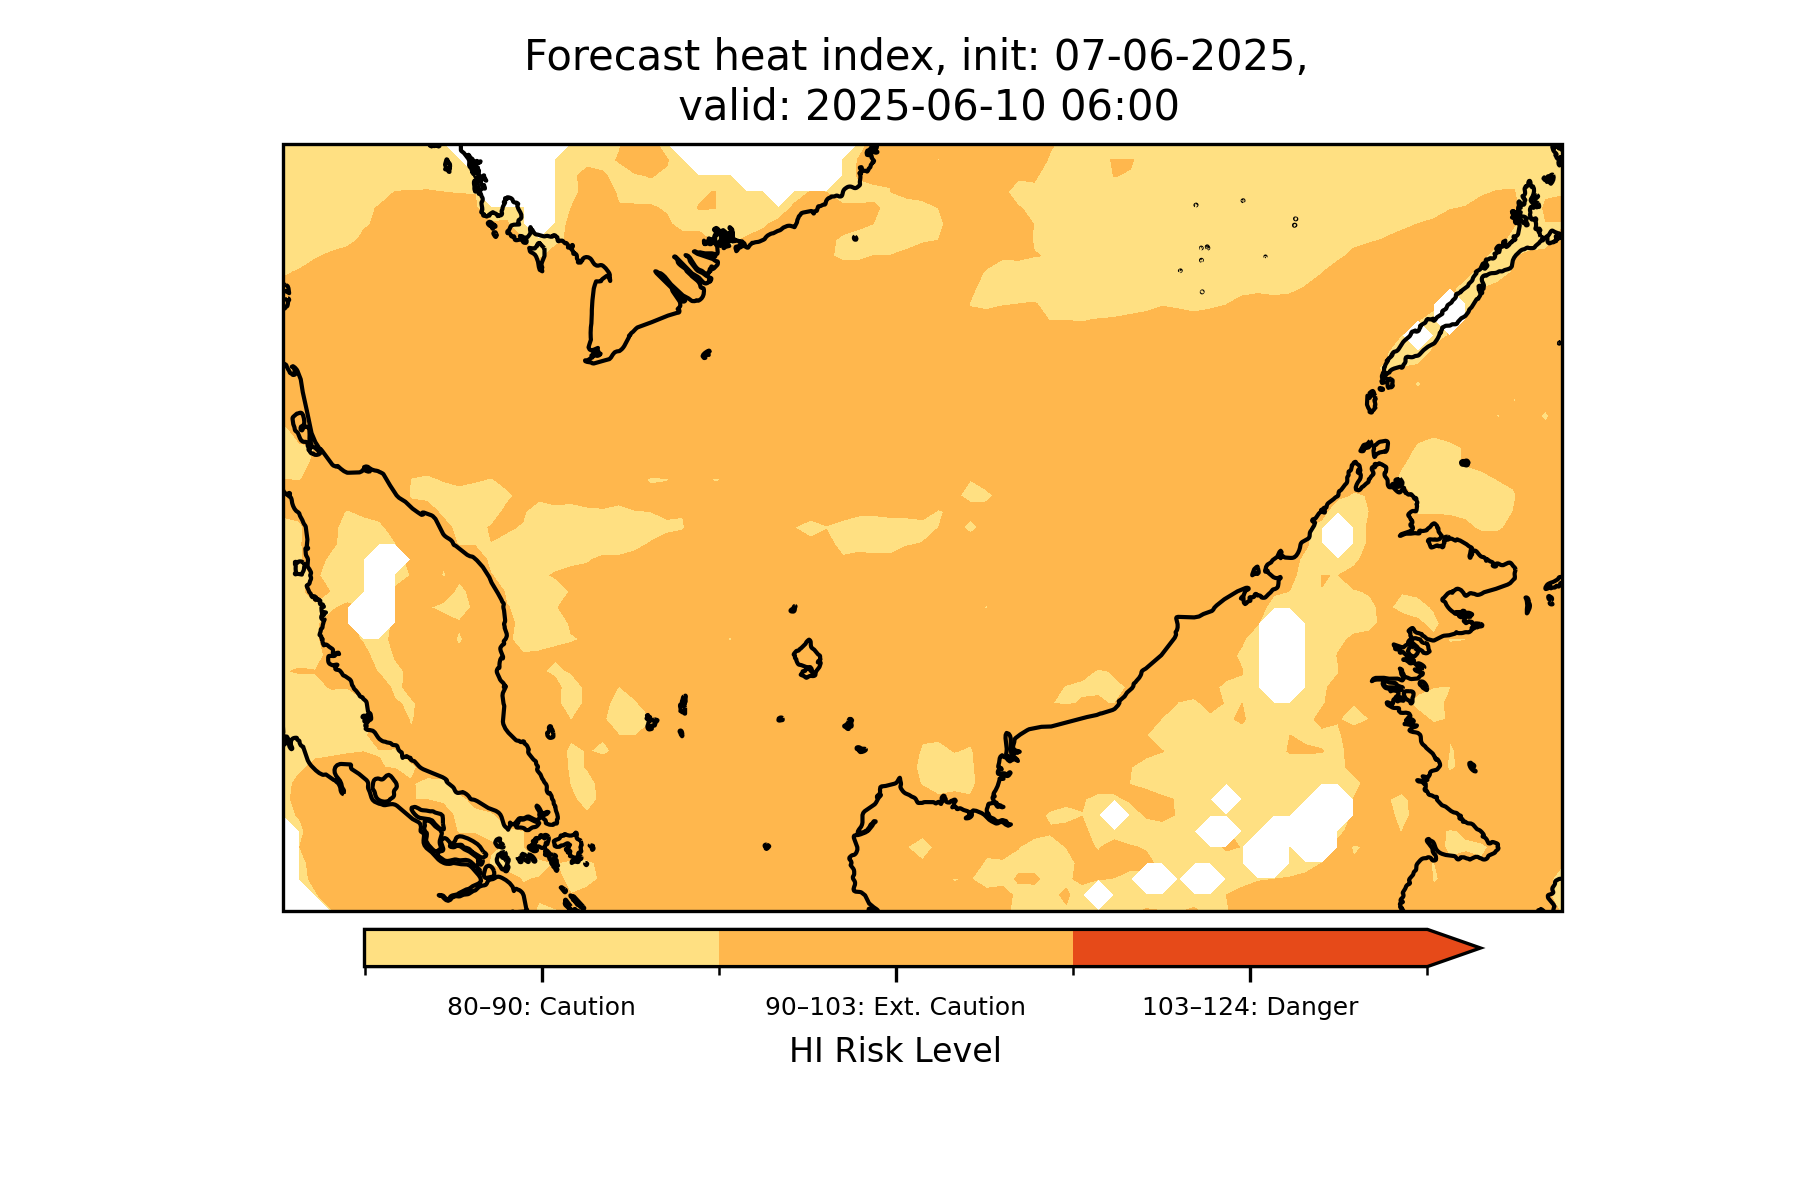 Forecast heat index, init: 07-06-2025,
valid: 2025-06-10 06:00
80–90: Caution
90–103: Ext. Caution
103–124: Danger
HI Risk Level